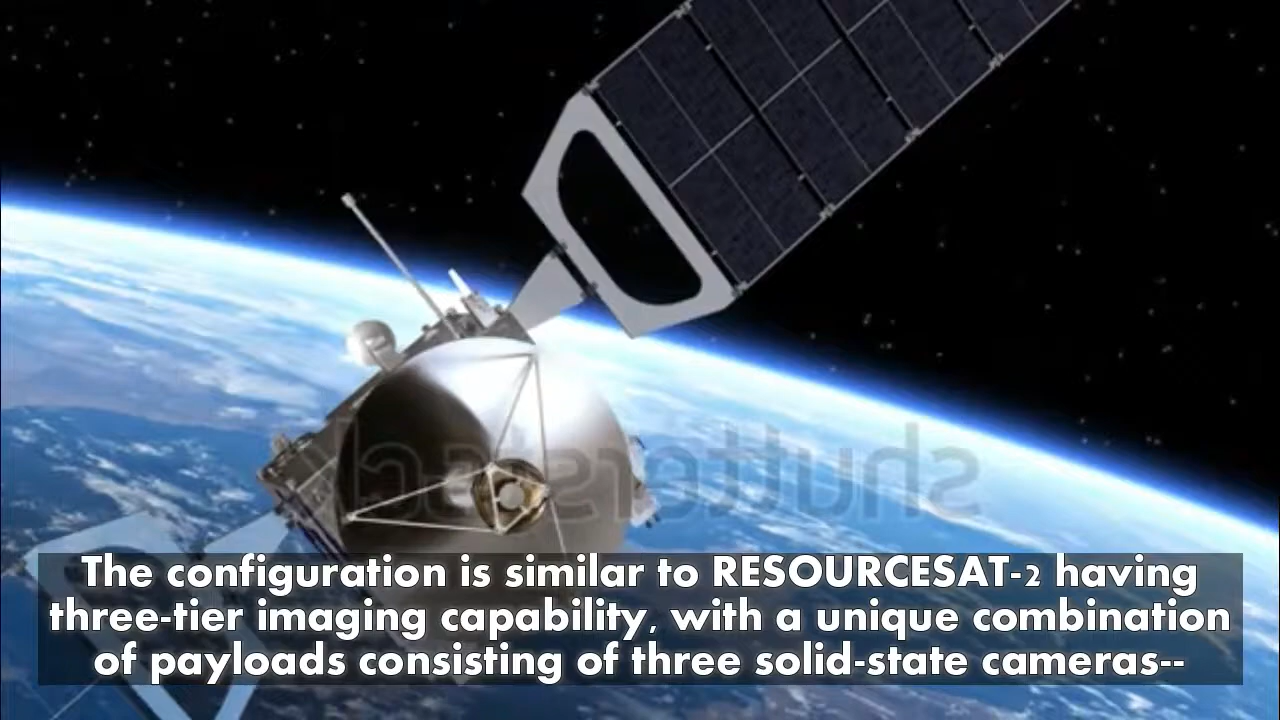 shutterstock
The configuration is similar to RESOURCESAT-2 having
three-tier imaging capability, with a unique combination
of payloads consisting of three solid-state cameras--